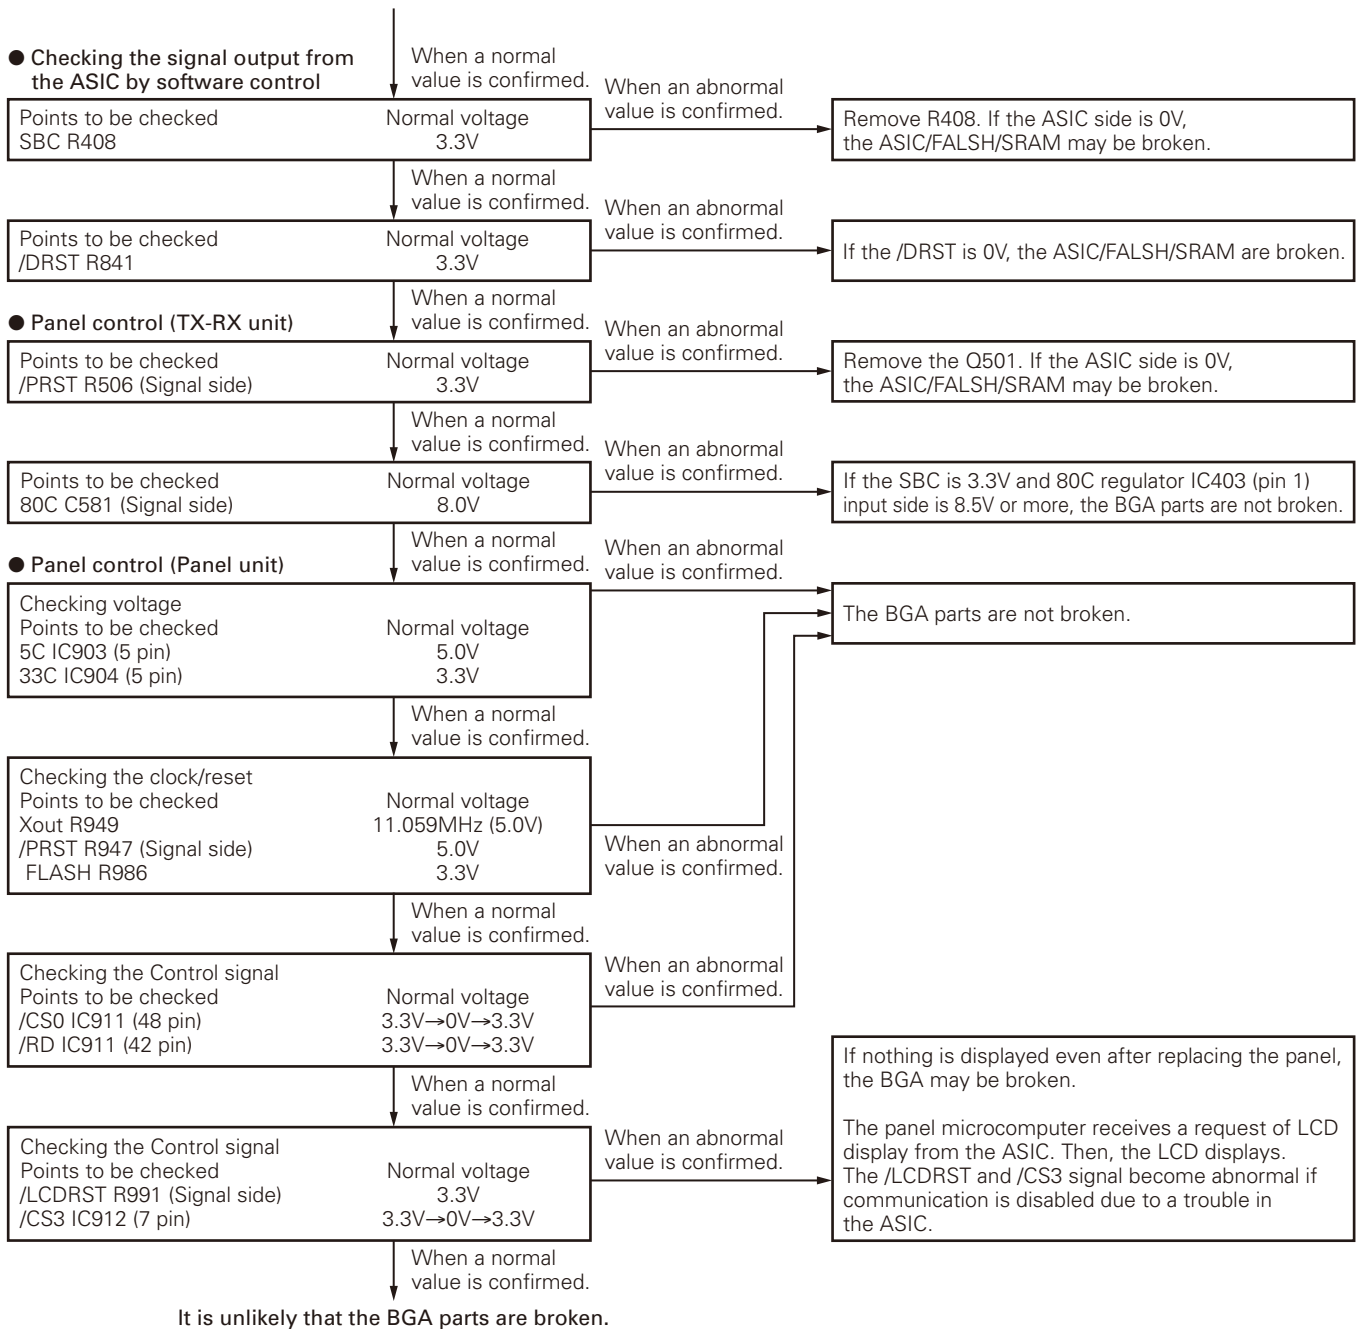 When a normal
value is confirmed.
● Checking the signal output from
the ASIC by software control
Points to be checked Normal voltage
SBC R408 3.3V
When an abnormal
value is confirmed.
Remove R408. If the ASIC side is 0V,
the ASIC/FALSH/SRAM may be broken.
When a normal
value is confirmed.
Points to be checked Normal voltage
/DRST R841 3.3V
When an abnormal
value is confirmed.
If the /DRST is 0V, the ASIC/FALSH/SRAM are broken.
When a normal
value is confirmed.
● Panel control (TX-RX unit)
Points to be checked Normal voltage
/PRST R506 (Signal side) 3.3V
When an abnormal
value is confirmed.
Remove the Q501. If the ASIC side is 0V,
the ASIC/FALSH/SRAM may be broken.
When a normal
value is confirmed.
Points to be checked Normal voltage
80C C581 (Signal side) 8.0V
When an abnormal
value is confirmed.
If the SBC is 3.3V and 80C regulator IC403 (pin 1)
input side is 8.5V or more, the BGA parts are not broken.
When a normal
value is confirmed.
● Panel control (Panel unit)
Checking voltage
Points to be checked Normal voltage
5C IC903 (5 pin) 5.0V
33C IC904 (5 pin) 3.3V
When an abnormal
value is confirmed.
The BGA parts are not broken.
When a normal
value is confirmed.
Checking the clock/reset
Points to be checked Normal voltage
Xout R949 11.059MHz (5.0V)
/PRST R947 (Signal side) 5.0V
FLASH R986 3.3V
When an abnormal
value is confirmed.
When a normal
value is confirmed.
Checking the Control signal
Points to be checked Normal voltage
/CS0 IC911 (48 pin) 3.3V→0V→3.3V
/RD IC911 (42 pin) 3.3V→0V→3.3V
When an abnormal
value is confirmed.
When a normal
value is confirmed.
Checking the Control signal
Points to be checked Normal voltage
/LCDRST R991 (Signal side) 3.3V
/CS3 IC912 (7 pin) 3.3V→0V→3.3V
When an abnormal
value is confirmed.
If nothing is displayed even after replacing the panel,
the BGA may be broken.
The panel microcomputer receives a request of LCD
display from the ASIC. Then, the LCD displays.
The /LCDRST and /CS3 signal become abnormal if
communication is disabled due to a trouble in
the ASIC.
When a normal
value is confirmed.
It is unlikely that the BGA parts are broken.